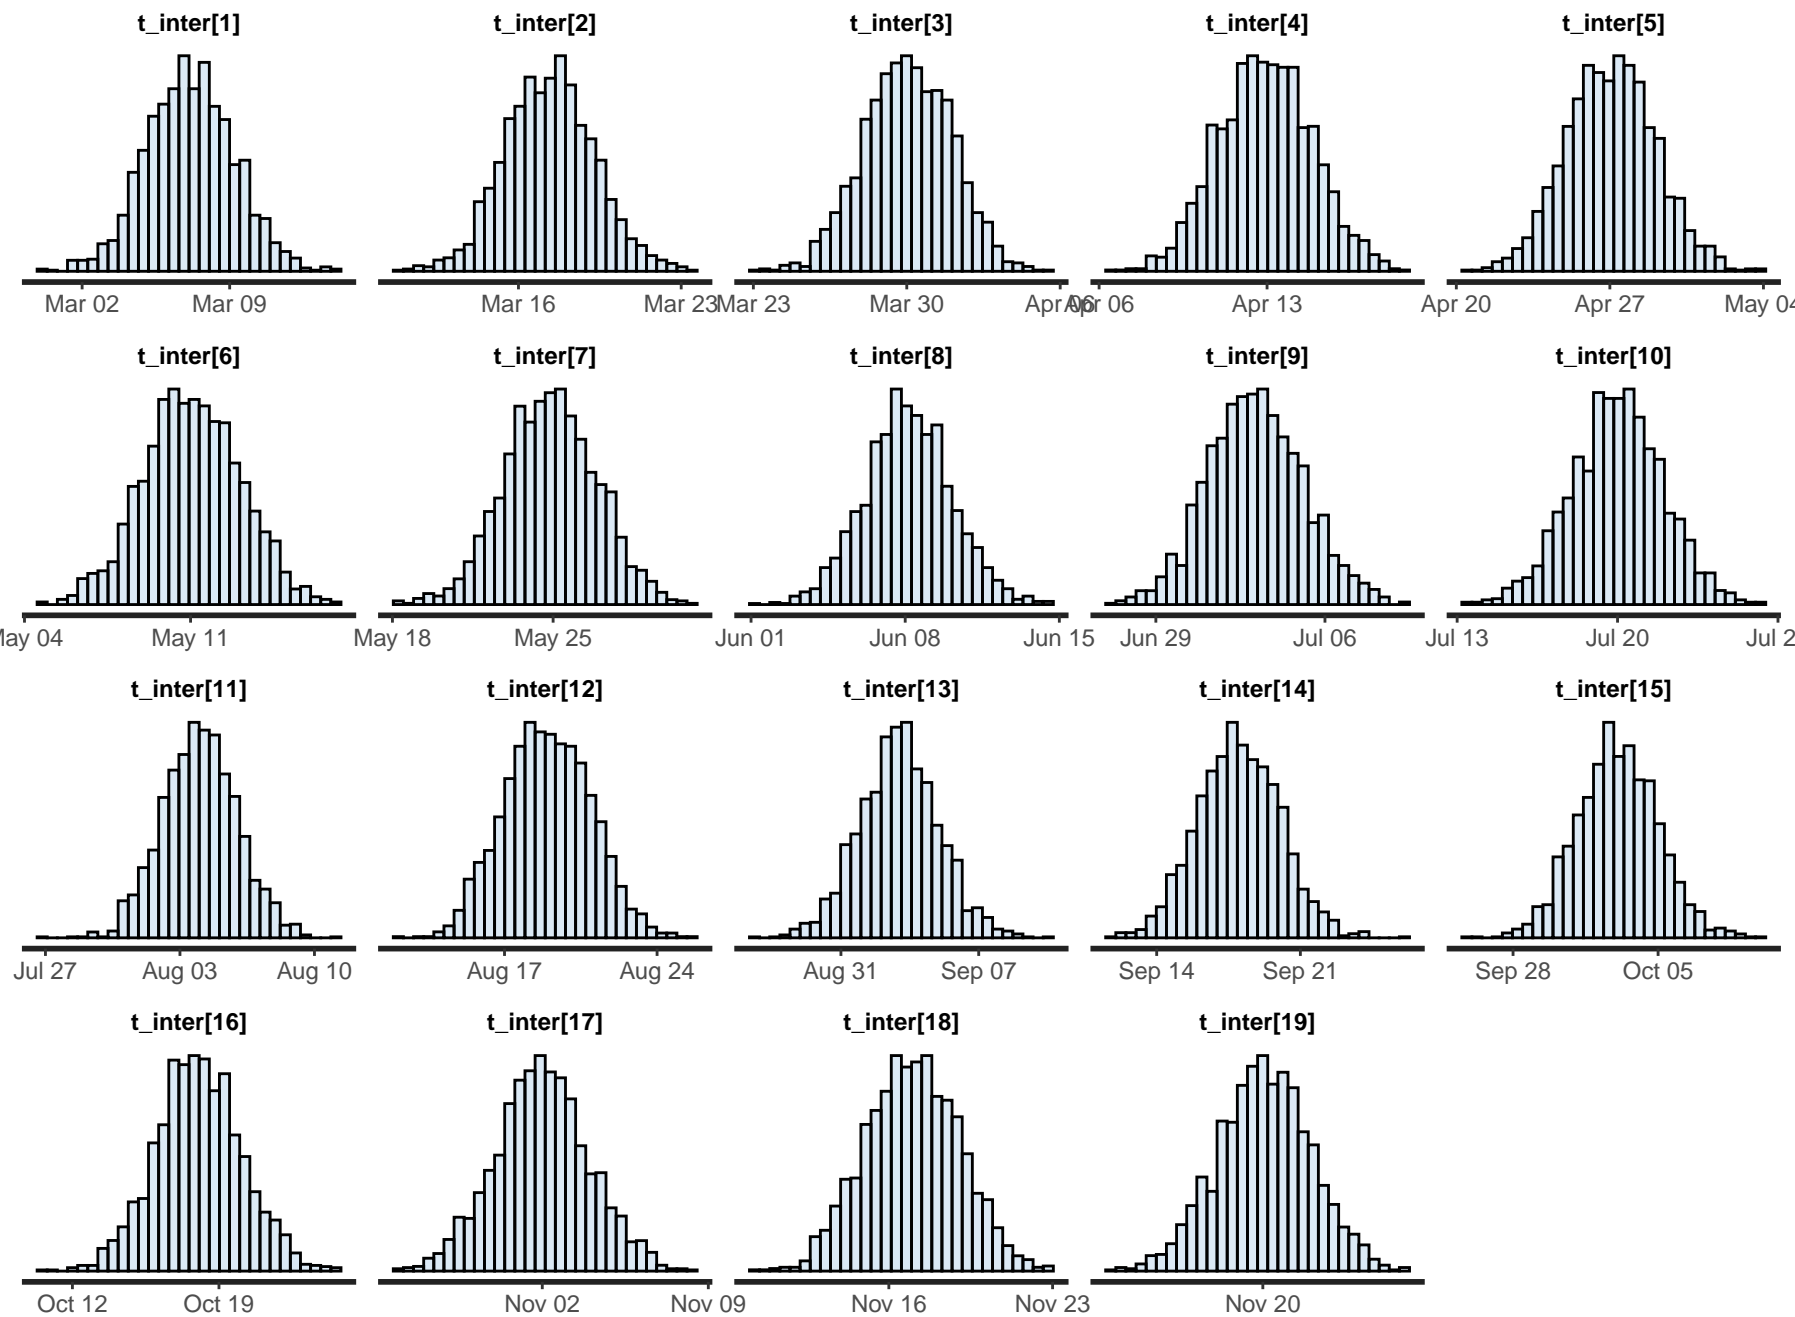 t_inter[1] t_inter[2] t_inter[3] t_inter[4] t_inter[5]
Mar 02 Mar 09 Mar 16 Mar 23 Mar 23 Mar 30 Apr 06 Apr 06 Apr 13 Apr 20 Apr 27 May 04
t_inter[6] t_inter[7] t_inter[8] t_inter[9] t_inter[10]
May 04 May 11 May 18 May 25 Jun 01 Jun 08 Jun 15 Jun 29 Jul 06 Jul 13 Jul 20 Jul 2
t_inter[11] t_inter[12] t_inter[13] t_inter[14] t_inter[15]
Jul 27 Aug 03 Aug 10 Aug 17 Aug 24 Aug 31 Sep 07 Sep 14 Sep 21 Sep 28 Oct 05
t_inter[16] t_inter[17] t_inter[18] t_inter[19]
Oct 12 Oct 19 Nov 02 Nov 09 Nov 16 Nov 23 Nov 20